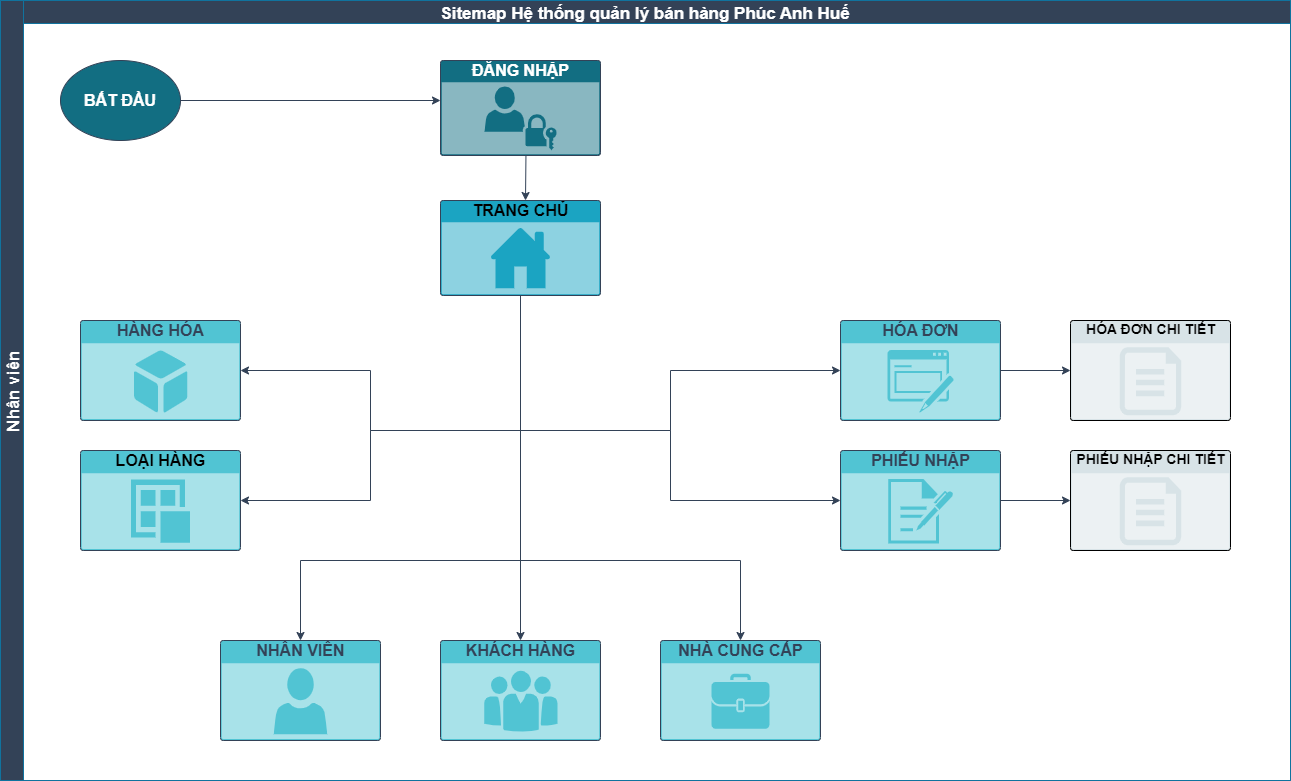 Sitemap Hệ thống quản lý bán hàng Phúc Anh Huế
Nhân viên
BẮT ĐẦU
ĐĂNG NHẬP
TRANG CHỦ
HÀNG HÓA
HÓA ĐƠN
HÓA ĐƠN CHI TIẾT
LOẠI HÀNG
PHIẾU NHẬP
PHIẾU NHẬP CHI TIẾT
NHÂN VIÊN
KHÁCH HÀNG
NHÀ CUNG CẤP